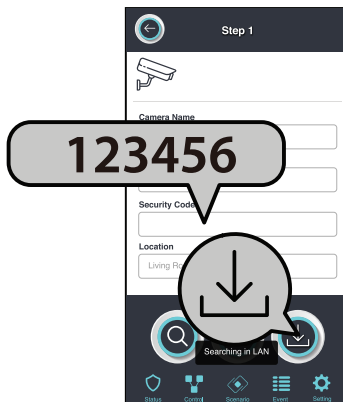 Step 1
Camera Name
123456
Security Code
Location
Living Ro
Searching in LAN
Status Control Scenario Event Setting